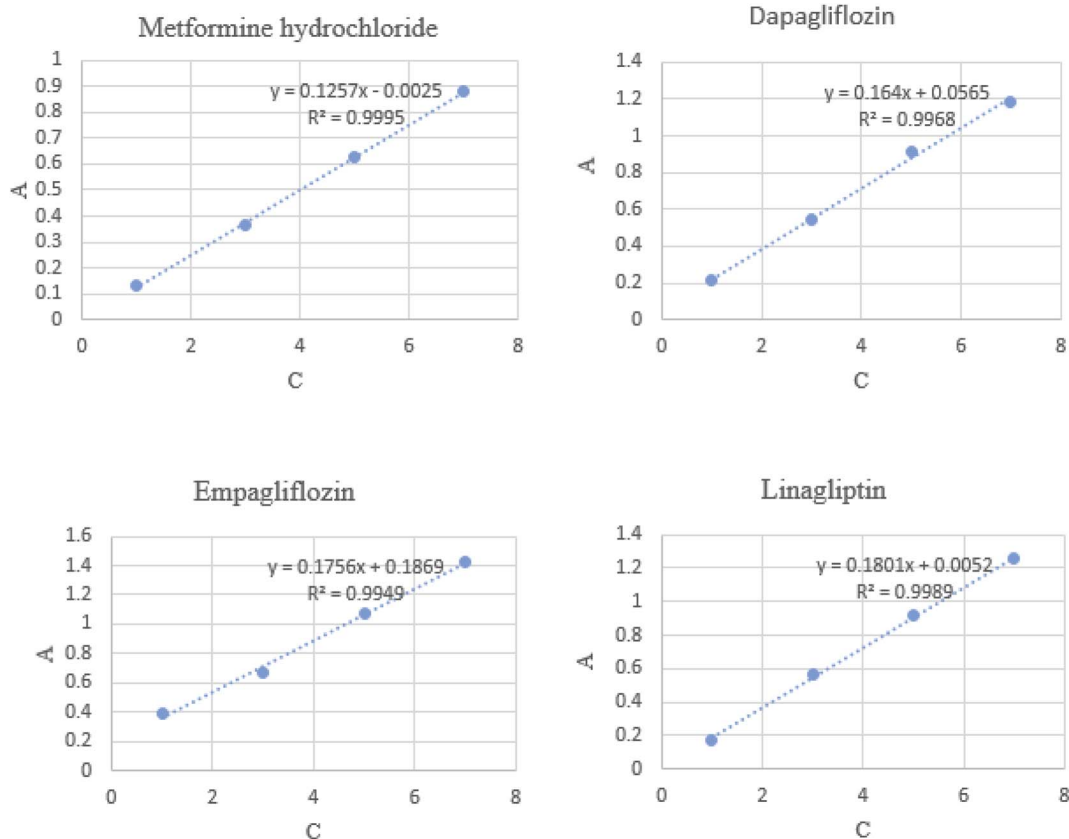 Metformine hydrochloride
1
0.9
0.8
0.7
0.6
0.5
0.4
0.3
0.2
0.1
0
y = 0.1257x - 0.0025
R² = 0.9995
A
0 2 4 6 8
C
Dapagliflozin
1.4
1.2
1
0.8
0.6
0.4
0.2
0
y = 0.164x + 0.0565
R² = 0.9968
A
0 2 4 6 8
C
Empagliflozin
1.6
1.4
1.2
1
0.8
0.6
0.4
0.2
0
y = 0.1756x + 0.1869
R² = 0.9949
A
0 2 4 6 8
C
Linagliptin
1.4
1.2
1
0.8
0.6
0.4
0.2
0
y = 0.1801x + 0.0052
R² = 0.9989
A
0 2 4 6 8
C